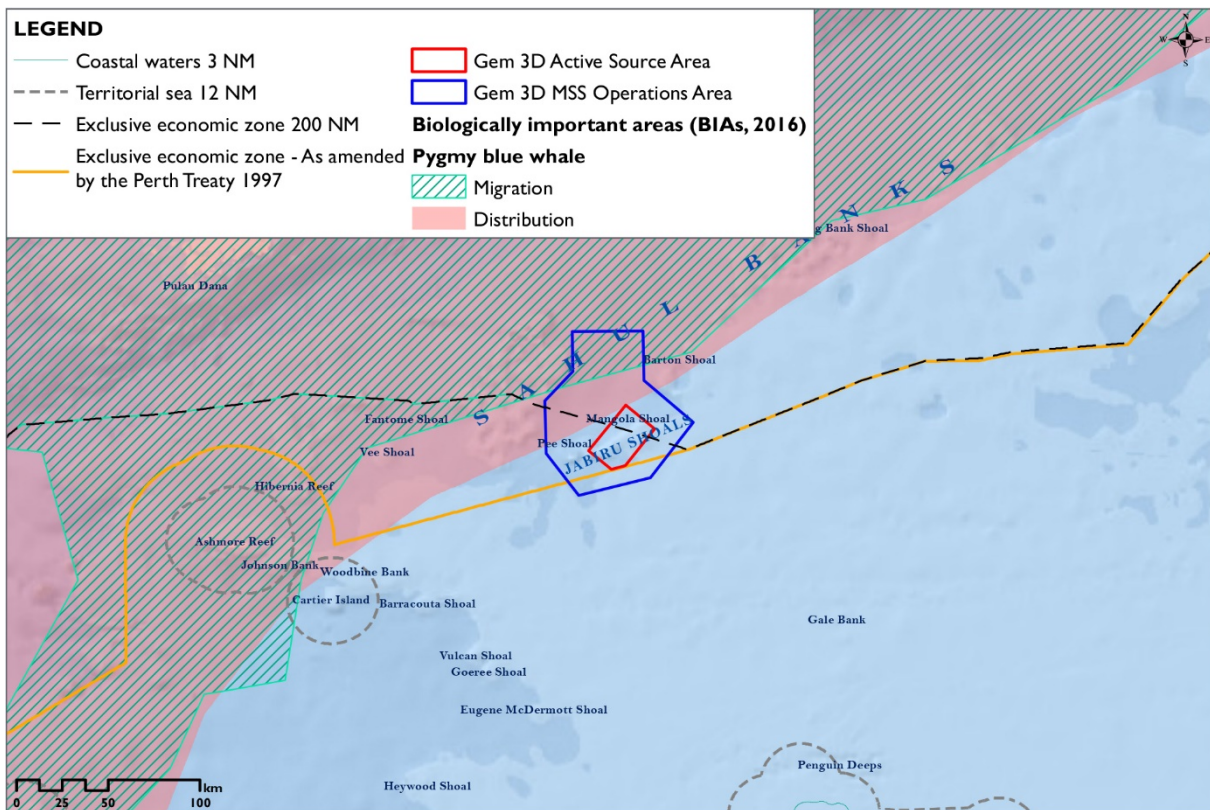 LEGEND
Coastal waters 3 NM
Territorial sea 12 NM
Exclusive economic zone 200 NM
Exclusive economic zone - As amended
by the Perth Treaty 1997
Gem 3D Active Source Area
Gem 3D MSS Operations Area
Biologically important areas (BIAs, 2016)
Pygmy blue whale
Migration
Distribution
N
W E
S
SAHUL BANKS
g Bank Shoal
Pulau Dana
Barton Shoal
Fantome Shoal
Mangola Shoal
Pee Shoal
JABIRU SHOALS
Vee Shoal
Hibernia Reef
Ashmore Reef
Johnson Bank
Woodbine Bank
Cartier Island
Barracouta Shoal
Gale Bank
Vulcan Shoal
Goeree Shoal
Eugene McDermott Shoal
Penguin Deeps
Heywood Shoal
km
0 25 50 100